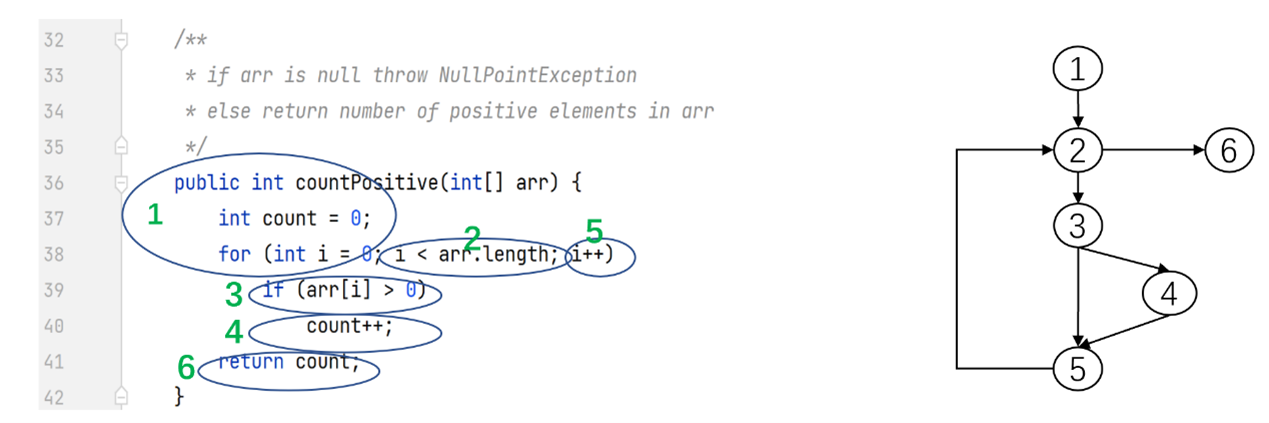 32 /**
33 * if arr is null throw NullPointException
34 * else return number of positive elements in arr
35 */
36 public int countPositive(int[] arr) {
1
37 int count = 0;
38 for (int i = 0; i < arr.length; i++)
2
5
39 if (arr[i] > 0)
3
40 count++;
4
41 return count;
6
42 }
1
2
6
3
4
5